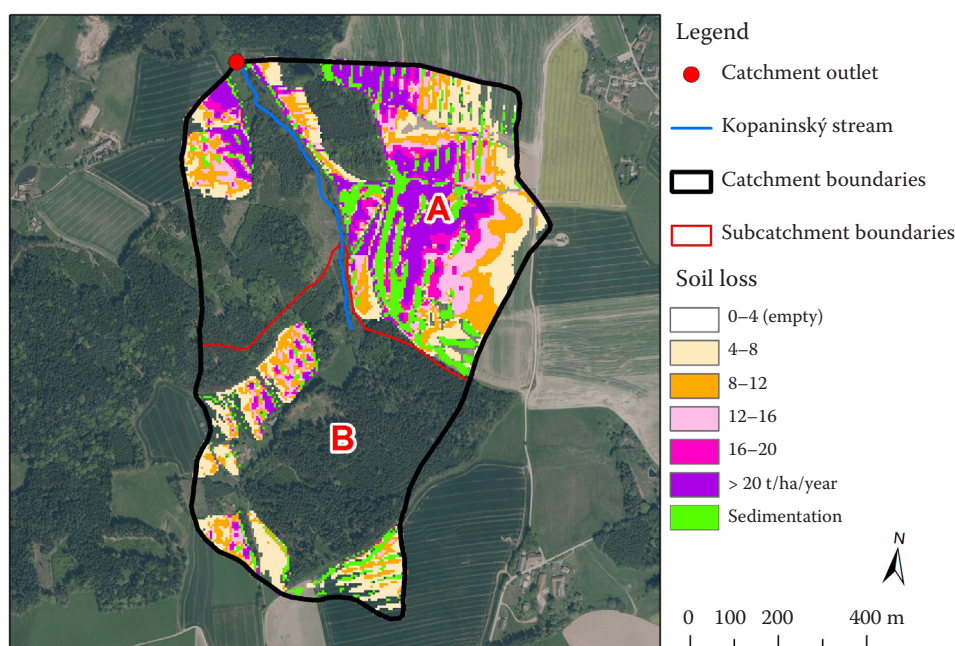 Legend
Catchment outlet
Kopaninský stream
Catchment boundaries
Subcatchment boundaries
Soil loss
0–4 (empty)
4–8
8–12
12–16
16–20
> 20 t/ha/year
Sedimentation
A
B
N
0 100 200 400 m